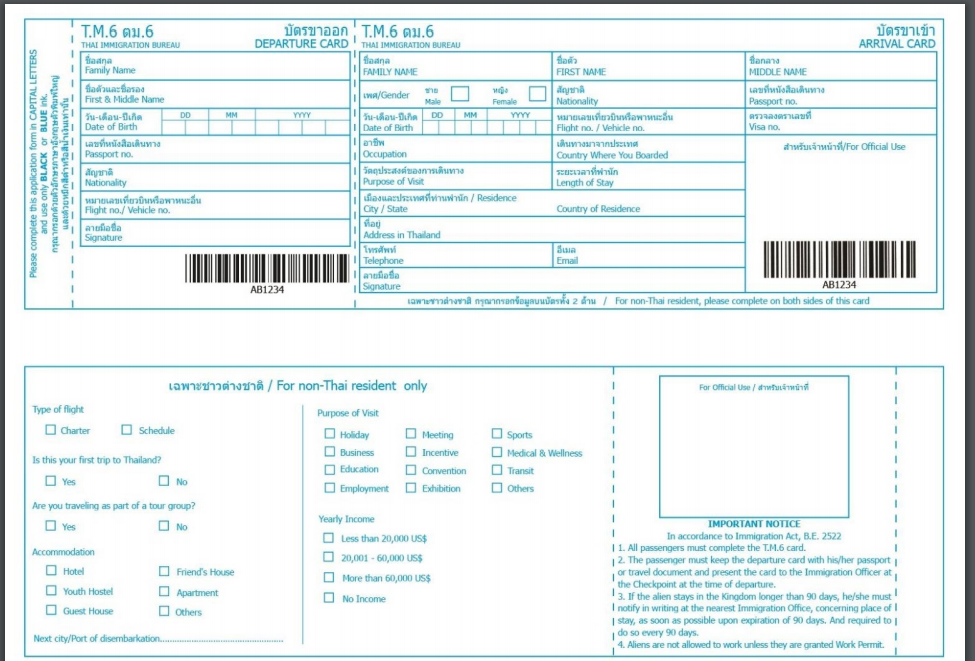 Please complete this application form in CAPITAL LETTERS
and use only BLACK or BLUE ink.
กรุณากรอกด้วยตัวอักษรภาษาอังกฤษตัวพิมพ์ใหญ่
และด้วยหมึกสีดำหรือสีน้ำเงินเท่านั้น
T.M.6 ตม.6
บัตรขาออก
THAI IMMIGRATION BUREAU
DEPARTURE CARD
ชื่อสกุล
Family Name
ชื่อตัวและชื่อรอง
First & Middle Name
วัน-เดือน-ปีเกิด
DD MM YYYY
Date of Birth
เลขที่หนังสือเดินทาง
Passport no.
สัญชาติ
Nationality
หมายเลขเที่ยวบินหรือพาหนะอื่น
Flight no./ Vehicle no.
ลายมือชื่อ
Signature
AB1234
T.M.6 ตม.6
บัตรขาเข้า
THAI IMMIGRATION BUREAU
ARRIVAL CARD
ชื่อสกุล
FAMILY NAME
ชื่อตัว
FIRST NAME
ชื่อกลาง
MIDDLE NAME
เพศ/Gender
ชาย
Male
หญิง
Female
สัญชาติ
Nationality
เลขที่หนังสือเดินทาง
Passport no.
วัน-เดือน-ปีเกิด
DD MM YYYY
Date of Birth
หมายเลขเที่ยวบินหรือพาหนะอื่น
Flight no. / Vehicle no.
ตรวจลงตราเลขที่
Visa no.
อาชีพ
Occupation
เดินทางมาจากประเทศ
Country Where You Boarded
สำหรับเจ้าหน้าที่/For Official Use
วัตถุประสงค์ของการเดินทาง
Purpose of Visit
ระยะเวลาที่พำนัก
Length of Stay
เมืองและประเทศที่ท่านพำนัก / Residence
City / State
Country of Residence
ที่อยู่
Address in Thailand
โทรศัพท์
Telephone
อีเมล
Email
ลายมือชื่อ
Signature
AB1234
เฉพาะชาวต่างชาติ กรุณากรอกข้อมูลบนบัตรทั้ง 2 ด้าน / For non-Thai resident, please complete on both sides of this card
เฉพาะชาวต่างชาติ / For non-Thai resident only
Type of flight
Charter Schedule
Is this your first trip to Thailand?
Yes No
Are you traveling as part of a tour group?
Yes No
Accommodation
Hotel Friend's House
Youth Hostel Apartment
Guest House Others
Next city/Port of disembarkation................................................
Purpose of Visit
Holiday Meeting Sports
Business Incentive Medical & Wellness
Education Convention Transit
Employment Exhibition Others
Yearly Income
Less than 20,000 US$
20,001 - 60,000 US$
More than 60,000 US$
No Income
For Official Use / สำหรับเจ้าหน้าที่
IMPORTANT NOTICE
In accordance to Immigration Act, B.E. 2522
1. All passengers must complete the T.M.6 card.
2. The passenger must keep the departure card with his/her passport
or travel document and present the card to the Immigration Officer at
the Checkpoint at the time of departure.
3. If the alien stays in the Kingdom longer than 90 days, he/she must
notify in writing at the nearest Immigration Office, concerning place of
stay, as soon as possible upon expiration of 90 days. And required to
do so every 90 days.
4. Aliens are not allowed to work unless they are granted Work Permit.